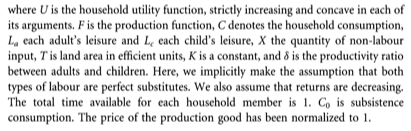 where U is the household utility function, strictly increasing and concave in each of
its arguments. F is the production function, C denotes the household consumption,
Lₐ each adult's leisure and L꜀ each child's leisure, X the quantity of non-labour
input, T is land area in efficient units, K is a constant, and δ is the productivity ratio
between adults and children. Here, we implicitly make the assumption that both
types of labour are perfect substitutes. We also assume that returns are decreasing.
The total time available for each household member is 1. C₀ is subsistence
consumption. The price of the production good has been normalized to 1.